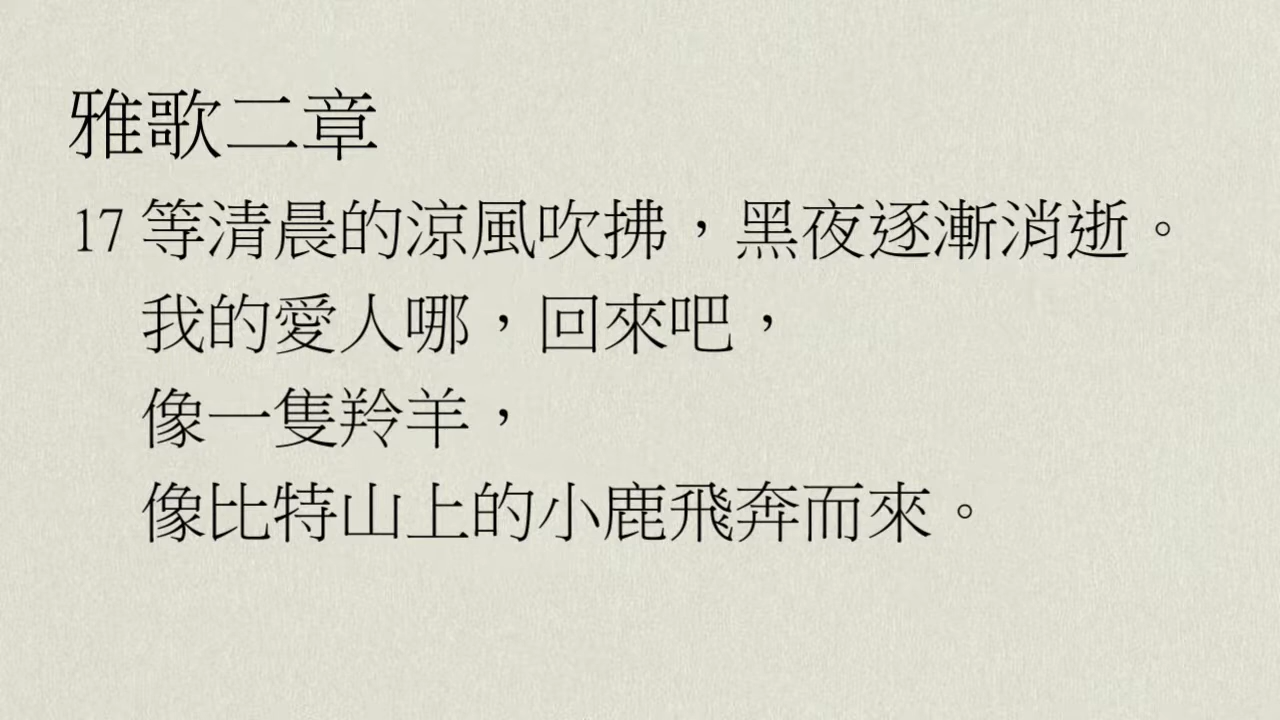 雅歌二章
17 等清晨的涼風吹拂，黑夜逐漸消逝。
我的愛人哪，回來吧，
像一隻羚羊，
像比特山上的小鹿飛奔而來。